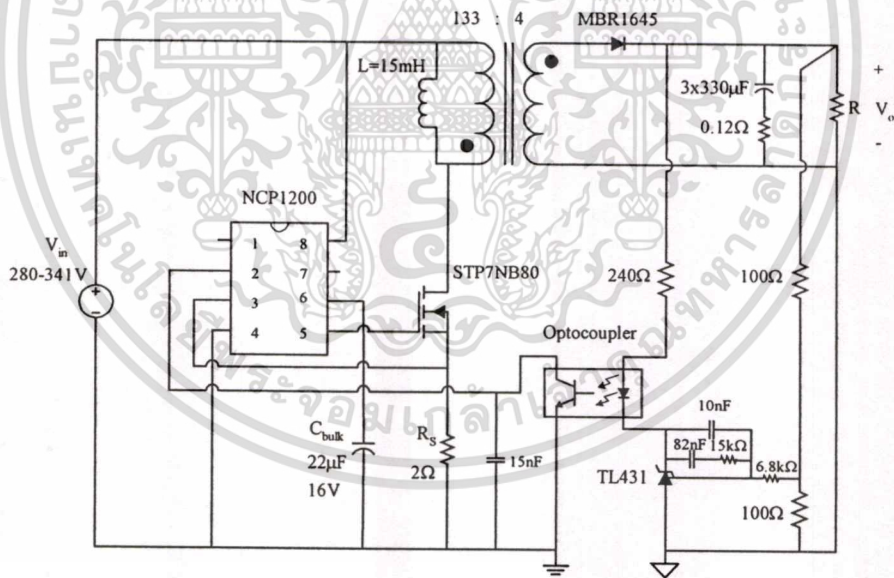 133 : 4
MBR1645
L=15mH
3x330μF
0.12Ω
R
+
V_o
-
NCP1200
1
8
2
7
3
6
4
5
V_in
280-341V
STP7NB80
240Ω
100Ω
Optocoupler
10nF
82nF
15kΩ
6.8kΩ
TL431
100Ω
C_bulk
22μF
16V
R_S
2Ω
15nF